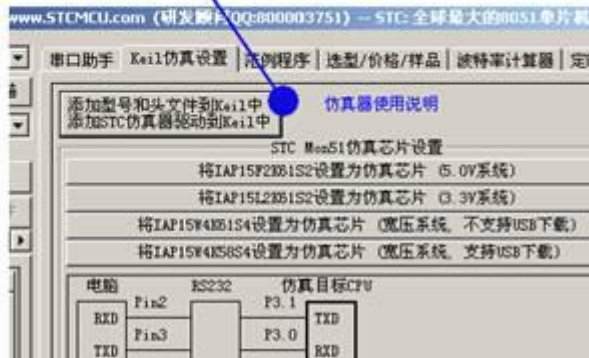 www.STCMCU.com (研发顾问QQ:800003751) -- STC: 全球最大的8051单片机
串口助手 Keil仿真设置 范例程序 选型/价格/样品 波特率计算器 定
添加型号和头文件到Keil中
添加STC仿真器驱动到Keil中
仿真器使用说明
STC Mon51仿真芯片设置
将IAP15F2K61S2设置为仿真芯片 (5.0V系统)
将IAP15L2K61S2设置为仿真芯片 (3.3V系统)
将IAP15W4K61S4设置为仿真芯片 (宽压系统, 不支持USB下载)
将IAP15W4K58S4设置为仿真芯片 (宽压系统, 支持USB下载)
电脑 RS232 仿真目标CPU
Pin2 P3.1
RXD TXD
Pin3 P3.0
TXD RXD